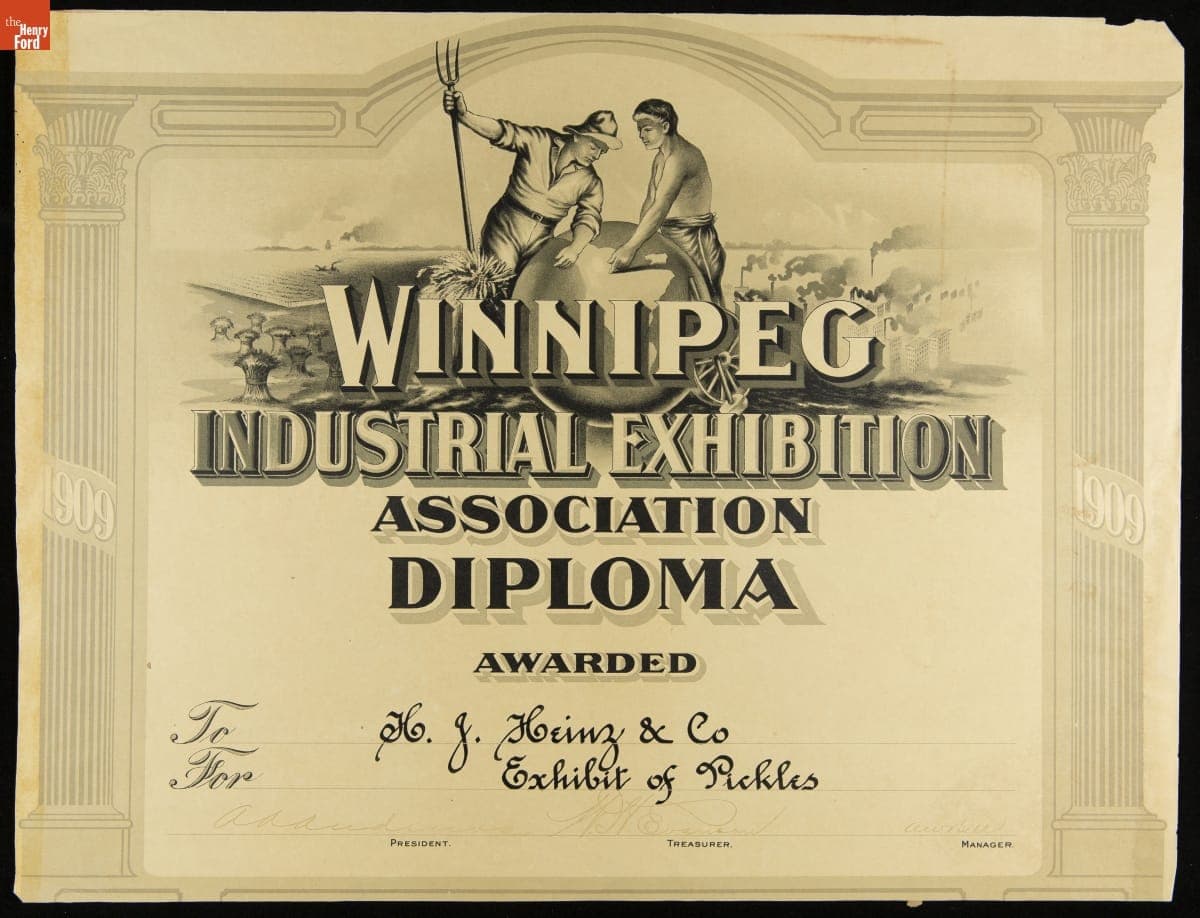 the
Henry
Ford
WINNIPEG
INDUSTRIAL EXHIBITION
ASSOCIATION
DIPLOMA
1909
1909
AWARDED
To H. J. Heinz & Co
For Exhibit of Pickles
PRESIDENT. TREASURER. MANAGER.